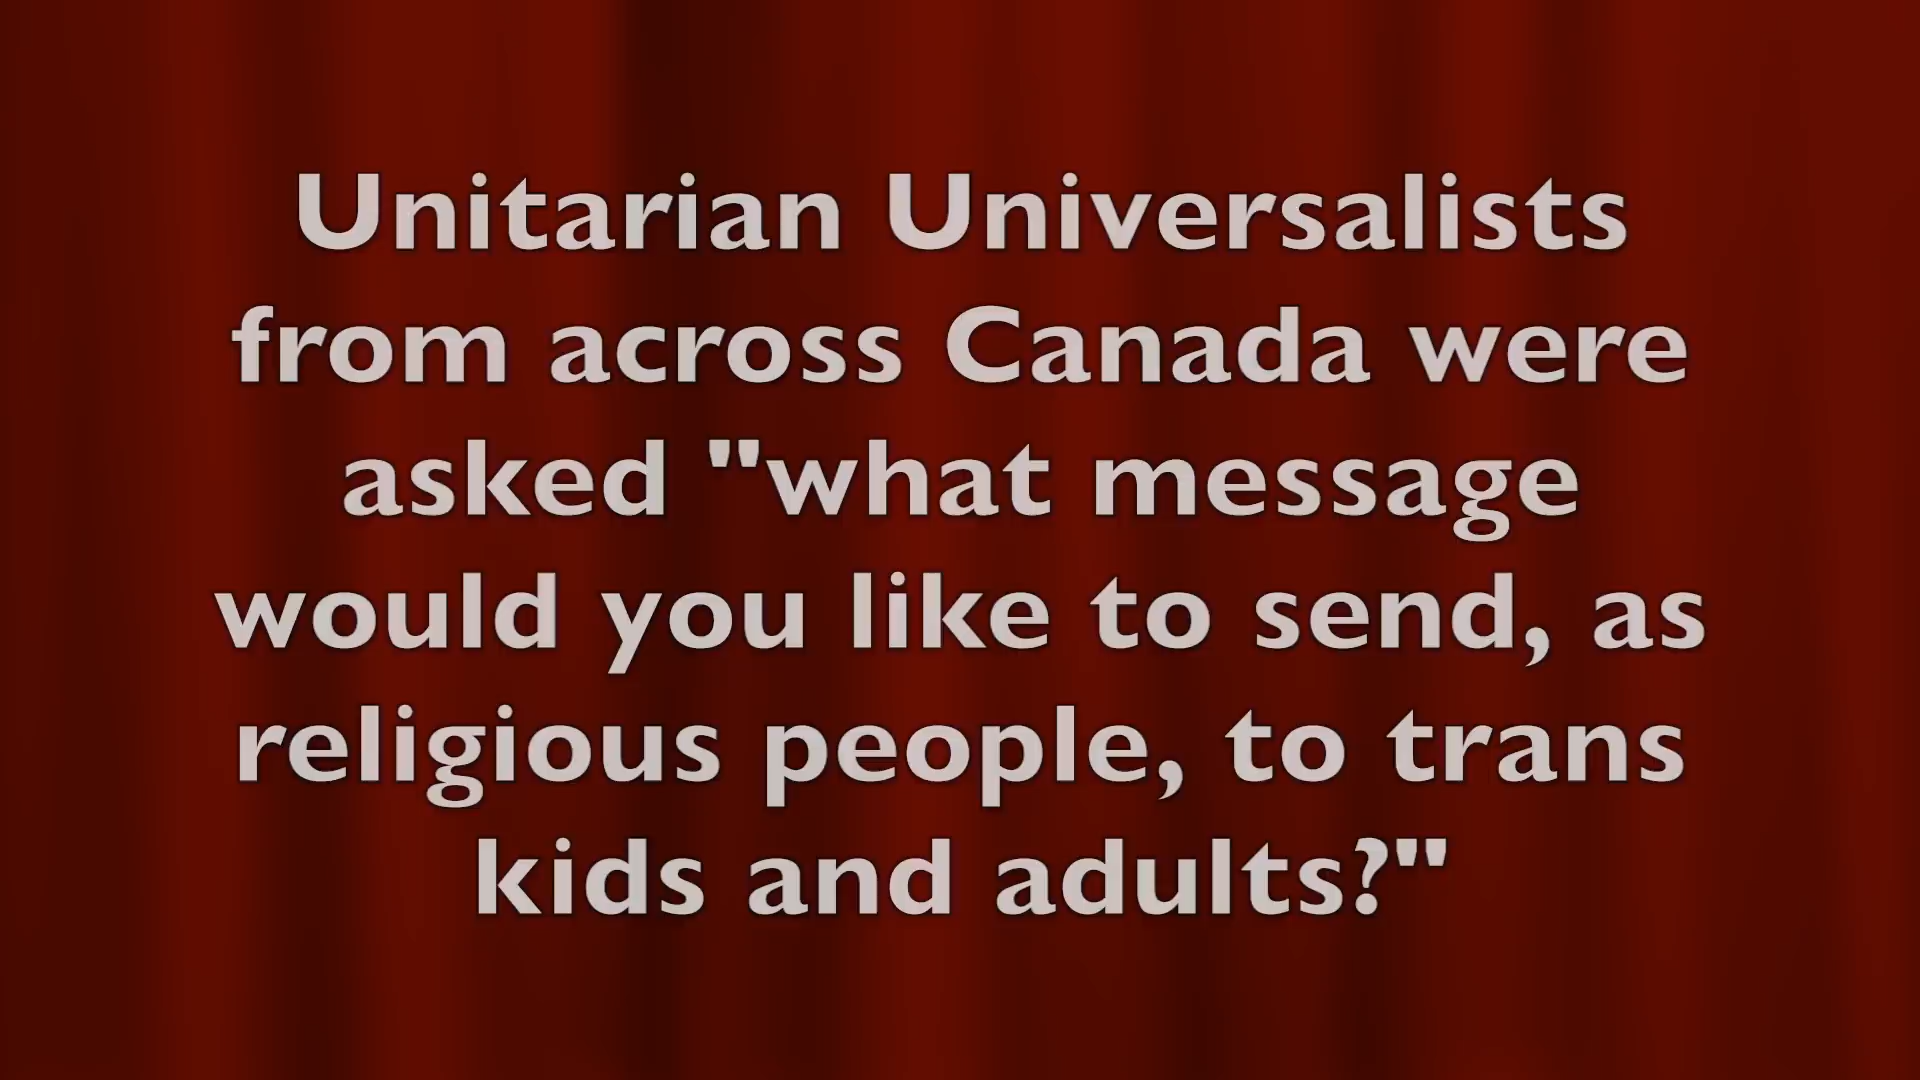 Unitarian Universalists
from across Canada were
asked "what message
would you like to send, as
religious people, to trans
kids and adults?"